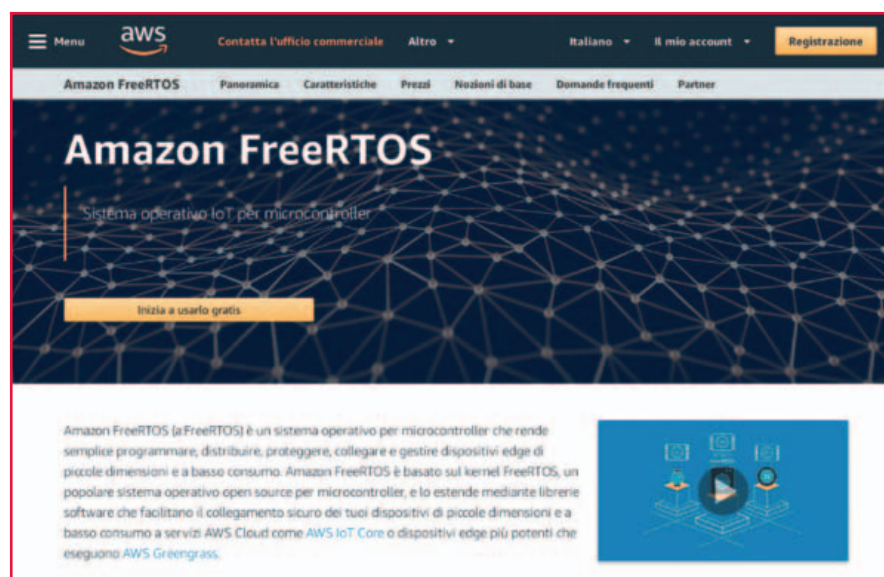 Menu aws Contatta l'ufficio commerciale Altro Italiano Il mio account Registrazione
Amazon FreeRTOS Panoramica Caratteristiche Prezzi Nozioni di base Domande frequenti Partner
Amazon FreeRTOS
Sistema operativo IoT per microcontroller
Inizia a usarlo gratis
Amazon FreeRTOS (a:FreeRTOS) è un sistema operativo per microcontroller che rende
semplice programmare, distribuire, proteggere, collegare e gestire dispositivi edge di
piccole dimensioni e a basso consumo. Amazon FreeRTOS è basato sul kernel FreeRTOS, un
popolare sistema operativo open source per microcontroller, e lo estende mediante librerie
software che facilitano il collegamento sicuro dei tuoi dispositivi di piccole dimensioni e a
basso consumo a servizi AWS Cloud come AWS IoT Core o dispositivi edge più potenti che
eseguono AWS Greengrass.